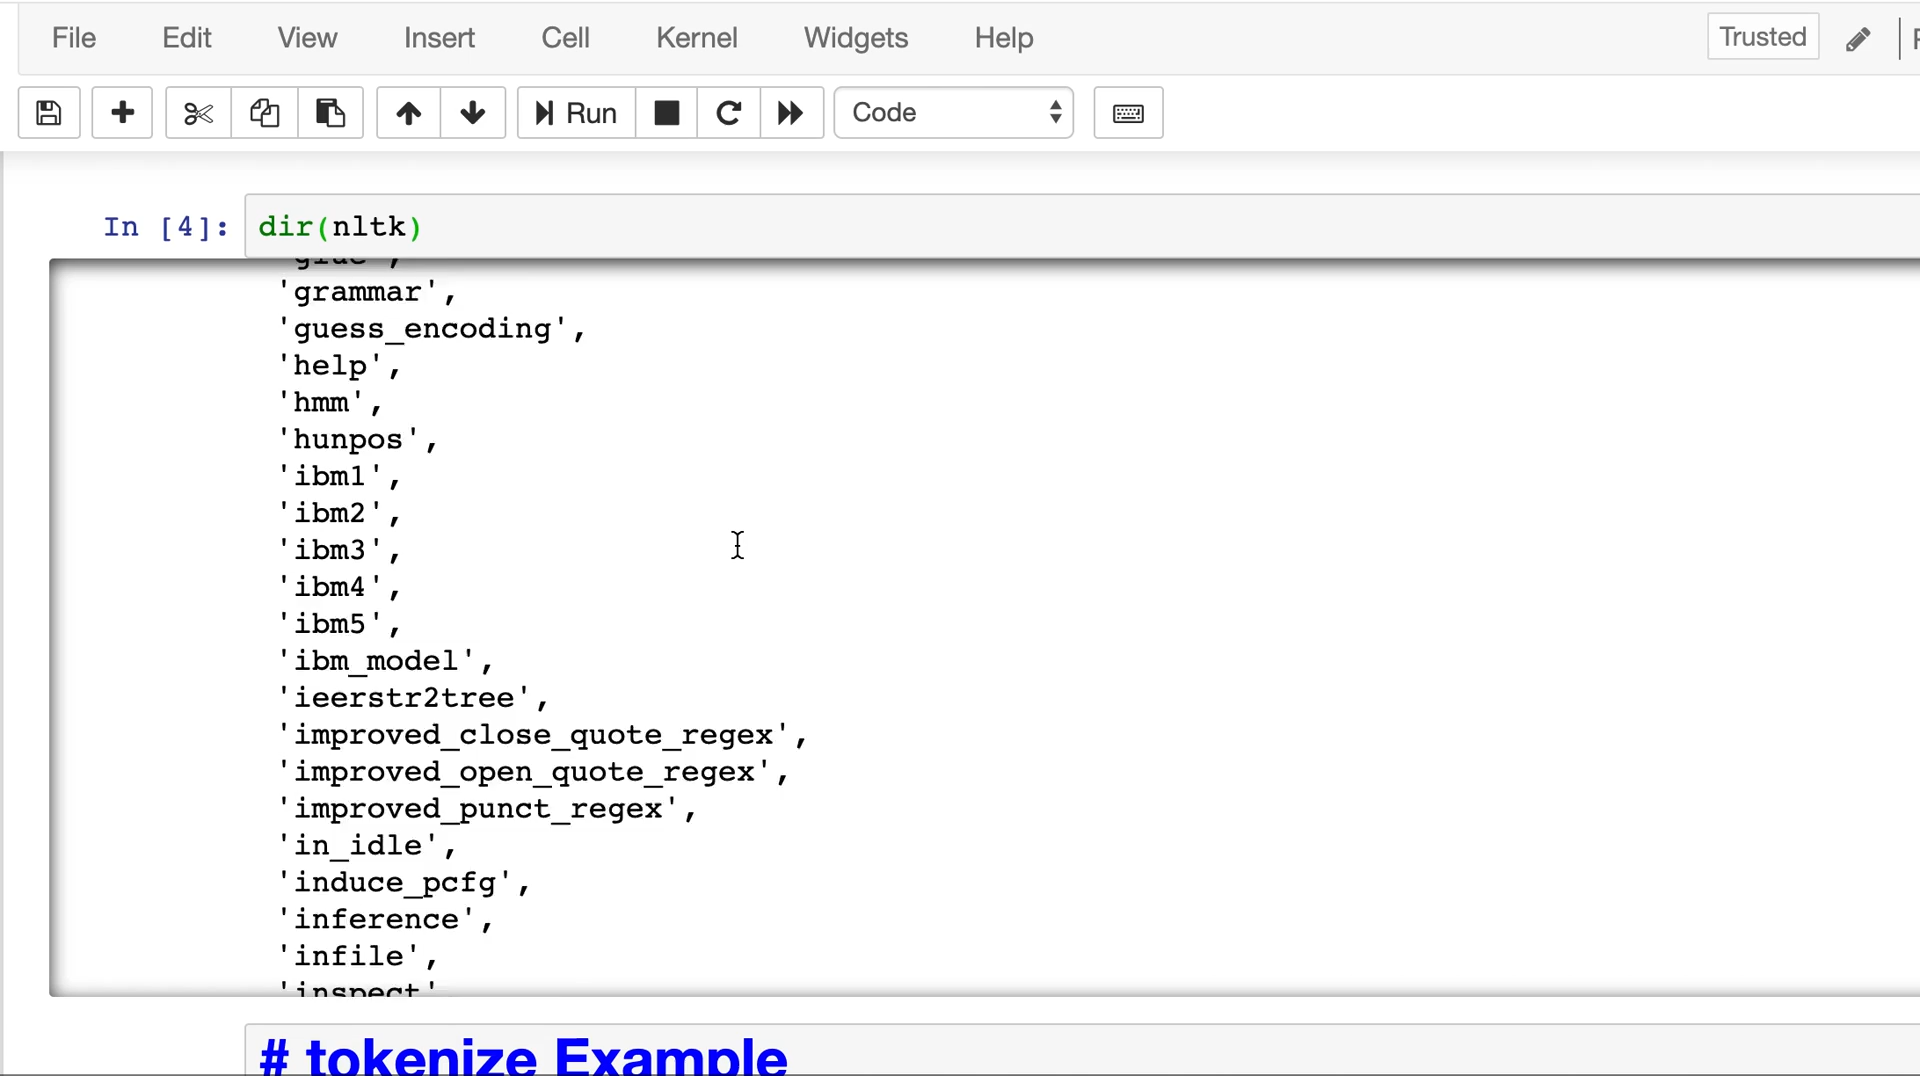 File Edit View Insert Cell Kernel Widgets Help Trusted
Run Code
In [4]: dir(nltk)
'grammar',
'guess_encoding',
'help',
'hmm',
'hunpos',
'ibm1',
'ibm2',
'ibm3',
'ibm4',
'ibm5',
'ibm_model',
'ieerstr2tree',
'improved_close_quote_regex',
'improved_open_quote_regex',
'improved_punct_regex',
'in_idle',
'induce_pcfg',
'inference',
'infile',
'inspect'
# tokenize Example